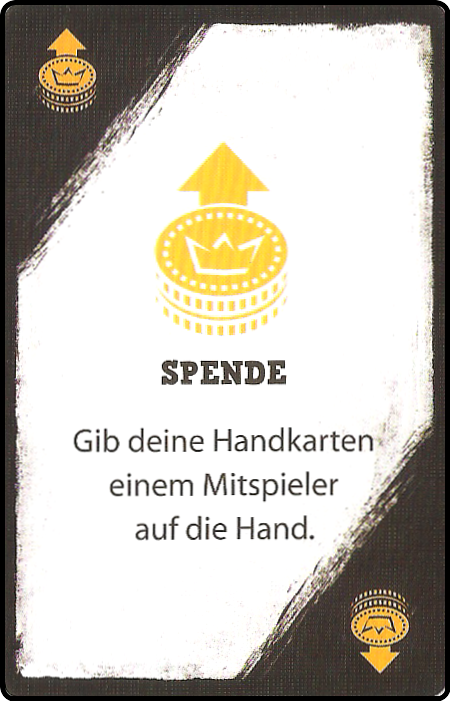 SPENDE
Gib deine Handkarten
einem Mitspieler
auf die Hand.